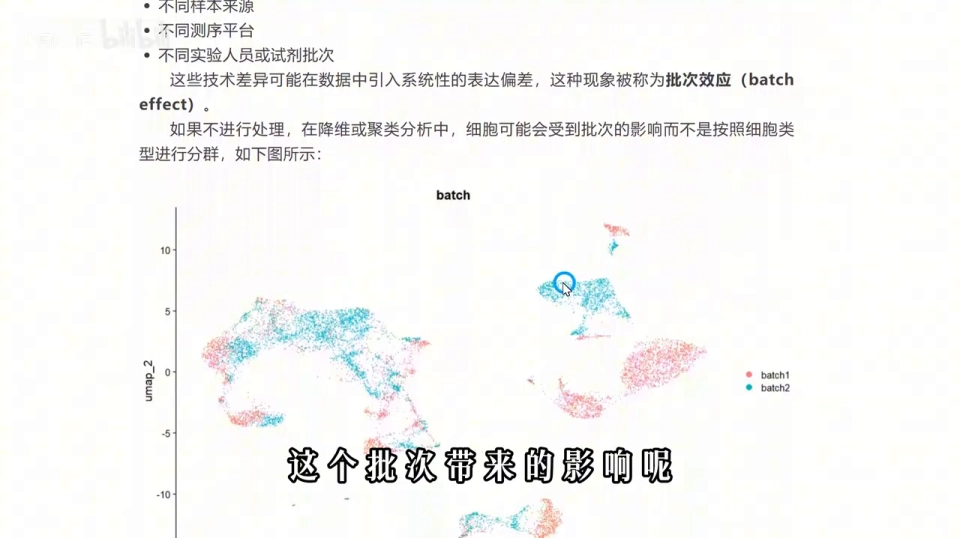 • 不同样本来源
• 不同测序平台
• 不同实验人员或试剂批次
这些技术差异可能在数据中引入系统性的表达偏差，这种现象被称为批次效应（batch
effect）。
如果不进行处理，在降维或聚类分析中，细胞可能会受到批次的影响而不是按照细胞类
型进行分群，如下图所示：
batch
10
5
0
-5
-10
umap_2
batch1
batch2
这个批次带来的影响呢